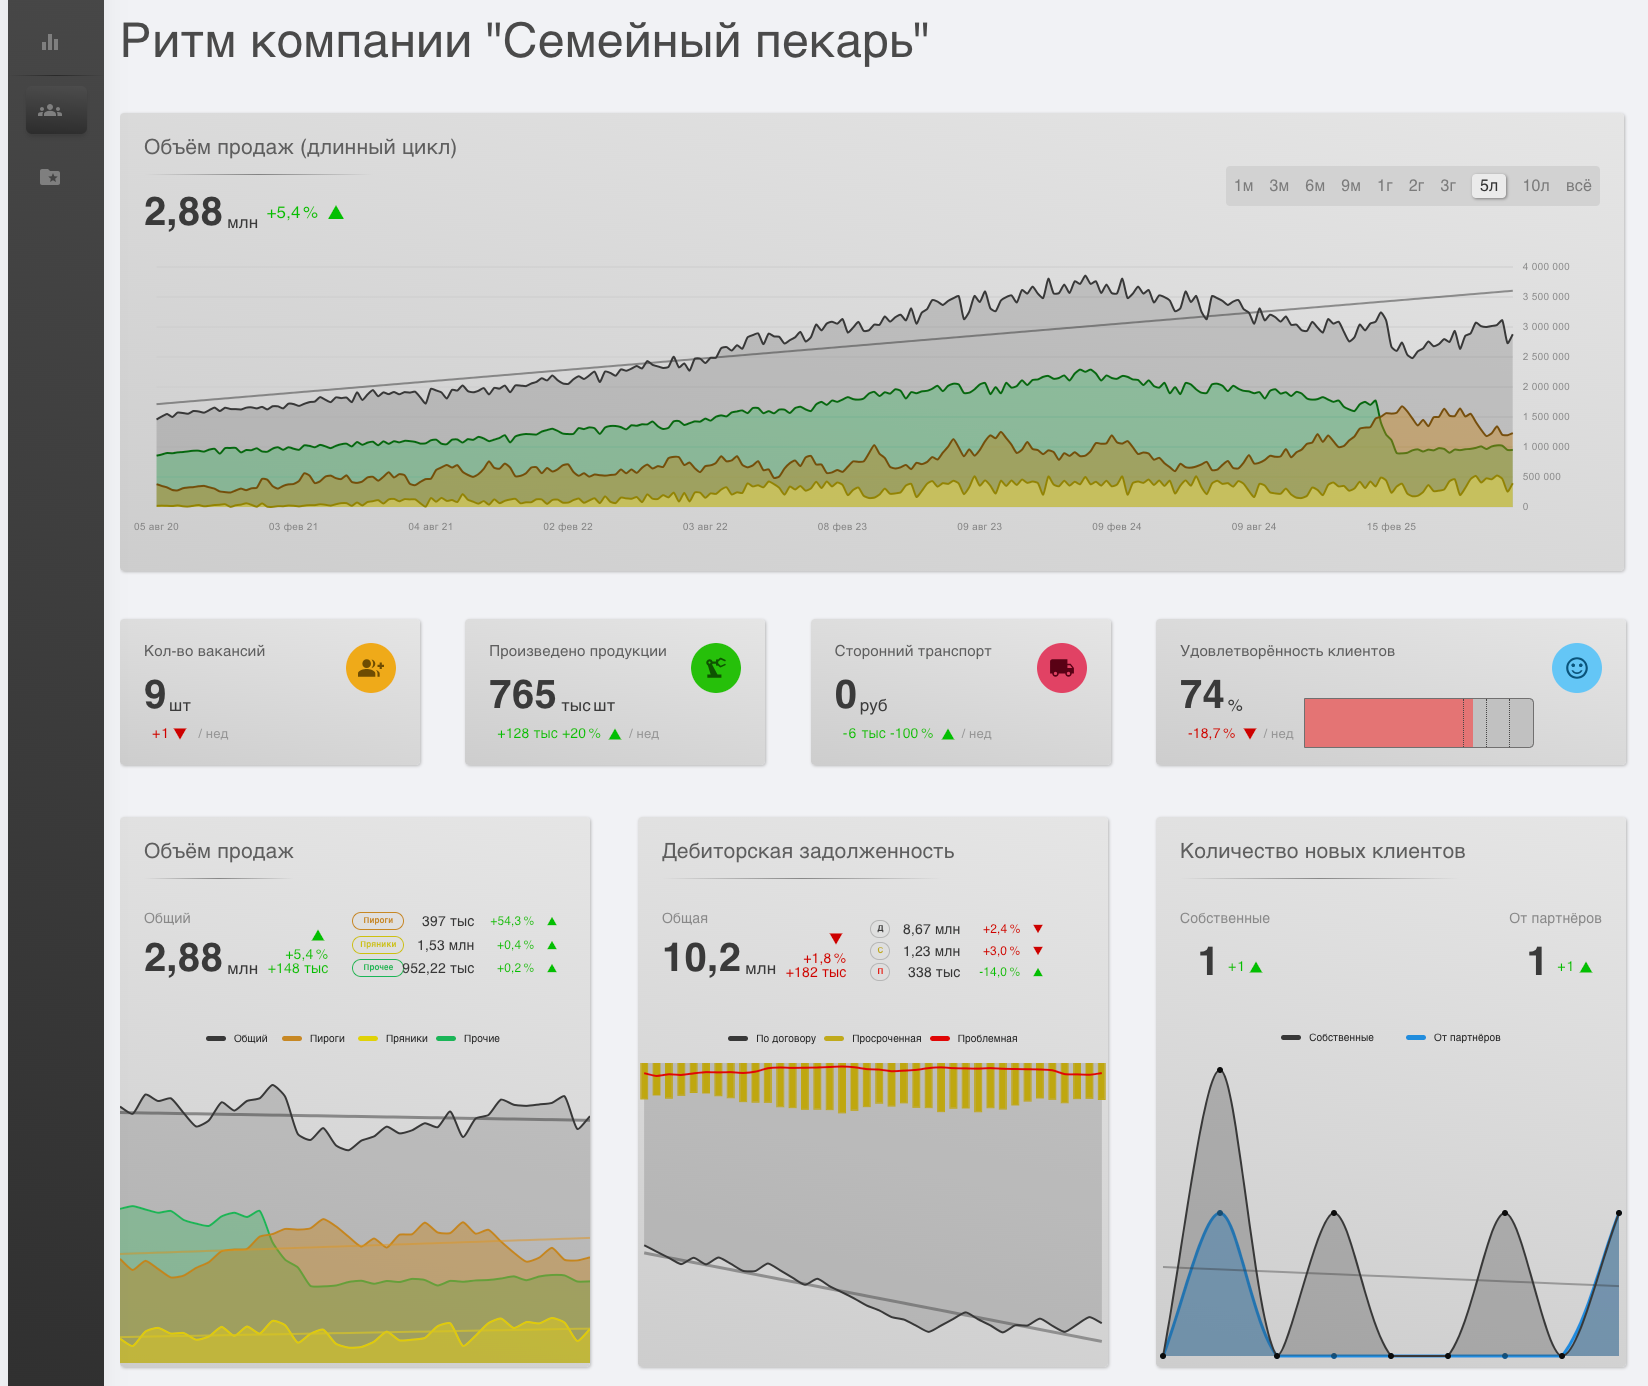 Ритм компании "Семейный пекарь"
Объём продаж (длинный цикл)
1м 3м 6м 9м 1г 2г 3г 5л 10л всё
2,88 млн +5,4 %
4 000 000
3 500 000
3 000 000
2 500 000
2 000 000
1 500 000
1 000 000
500 000
0
05 авг 20 03 фев 21 04 авг 21 02 фев 22 03 авг 22 08 фев 23 09 авг 23 09 фев 24 09 авг 24 15 фев 25
Кол-во вакансий
9 шт
+1 / нед
Произведено продукции
765 тыс шт
+128 тыс +20 % / нед
Сторонний транспорт
0 руб
-6 тыс -100 % / нед
Удовлетворённость клиентов
74 %
-18,7 % / нед
Объём продаж
Общий
2,88 млн
+5,4 %
+148 тыс
Пироги 397 тыс +54,3 %
Пряники 1,53 млн +0,4 %
Прочее 952,22 тыс +0,2 %
Общий Пироги Пряники Прочие
Дебиторская задолженность
Общая
10,2 млн
+1,8 %
+182 тыс
Д 8,67 млн +2,4 %
С 1,23 млн +3,0 %
П 338 тыс -14,0 %
По договору Просроченная Проблемная
Количество новых клиентов
Собственные От партнёров
1 +1 1 +1
Собственные От партнёров